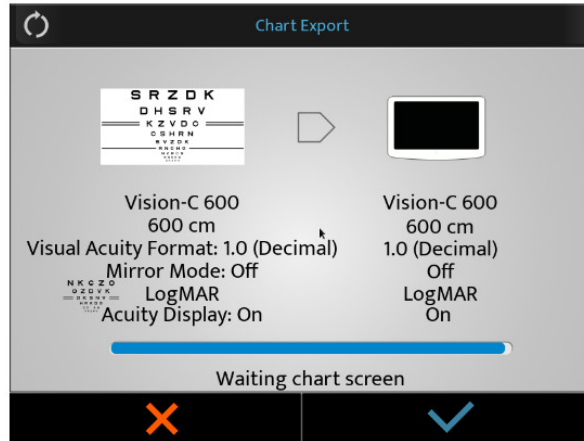 Chart Export
S R Z D K
D H S R V
K Z V D C
C S H R N
S V Z D K
Vision-C 600
600 cm
Visual Acuity Format: 1.0 (Decimal)
Mirror Mode: Off
LogMAR
Acuity Display: On
N K C Z O
Vision-C 600
600 cm
1.0 (Decimal)
Off
LogMAR
On
Waiting chart screen